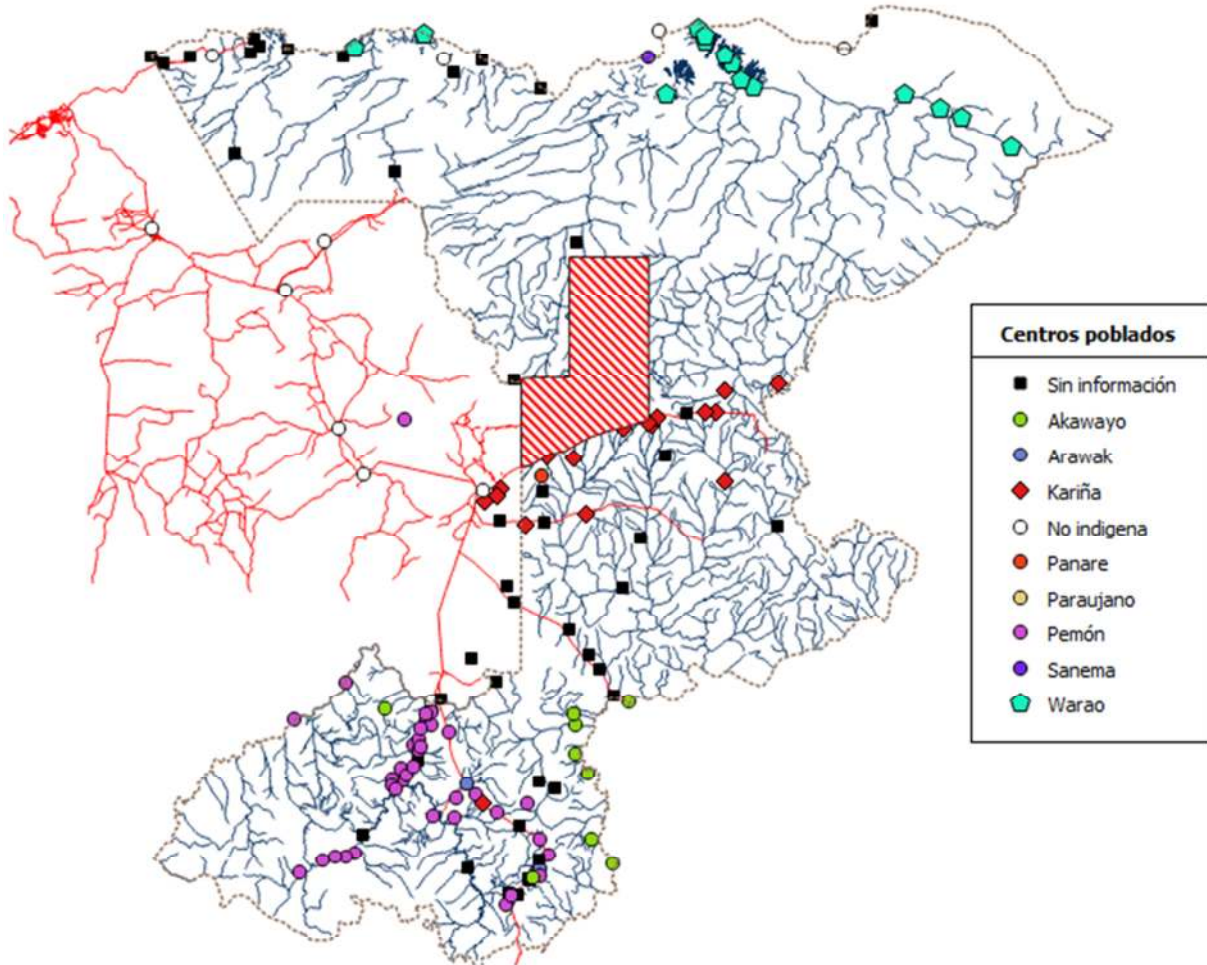 Centros poblados
Sin información
Akawayo
Arawak
Kariña
No indigena
Panare
Paraujano
Pemón
Sanema
Warao